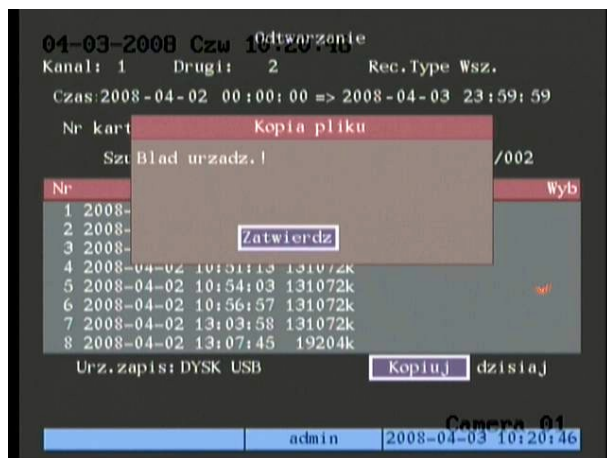 Odtwarzanie
04-03-2008 Czw 10:20:46
Kanal: 1 Drugi: 2 Rec.Type Wsz.
Czas:2008-04-02 00:00:00 => 2008-04-03 23:59:59
Nr kart
Kopia pliku
Szu Blad urzadz.! /002
Nr Wyb
1 2008-
2 2008-
Zatwierdz
3 2008-
4 2008-04-02 10:51:13 131072k
5 2008-04-02 10:54:03 131072k
6 2008-04-02 10:56:57 131072k
7 2008-04-02 13:03:58 131072k
8 2008-04-02 13:07:45 19204k
Urz.zapis:DYSK USB Kopiuj dzisiaj
Camera 01
admin 2008-04-03 10:20:46